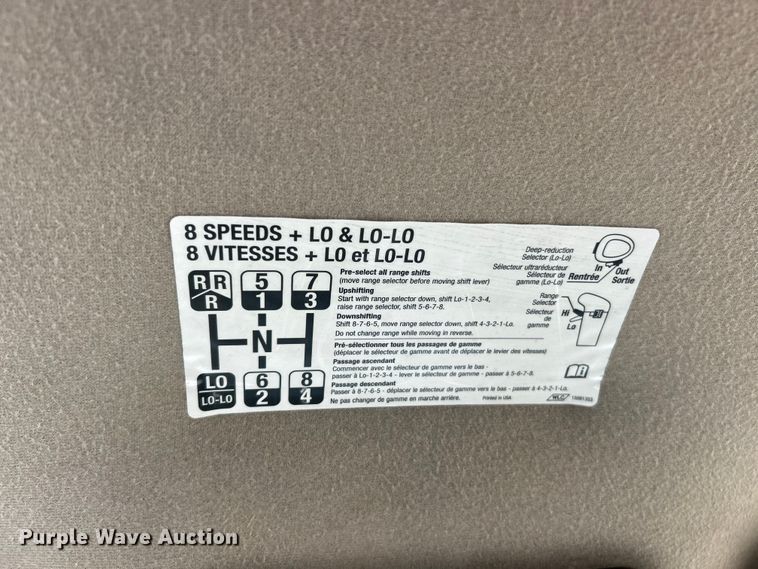 8 SPEEDS + LO & LO-LO
8 VITESSES + LO et LO-LO
R R
R
5
1
7
3
N
LO
LO-LO
6
2
8
4
Pre-select all range shifts
(move range selector before moving shift lever)
Upshifting
Start with range selector down, shift Lo-1-2-3-4,
raise range selector, shift 5-6-7-8.
Downshifting
Shift 8-7-6-5, move range selector down, shift 4-3-2-1-Lo.
Do not change range while moving in reverse.
Pré-sélectionner tous les passages de gamme
(déplacer le sélecteur de gamme avant de déplacer le levier des vitesses)
Passage ascendant
Commencer avec le sélecteur de gamme vers le bas -
passer à Lo-1-2-3-4 - lever le sélecteur de gamme - passer à 5-6-7-8.
Passage descendant
Passer à 8-7-6-5 - déplacer le sélecteur de gamme vers le bas - passer à 4-3-2-1-Lo.
Ne pas changer de gamme en marche arrière.
Printed in USA
Deep-reduction
Selector (Lo-Lo)
Sélecteur ultraréducteur
Sélecteur de
gamme (Lo-Lo)
In
Rentrée
Out
Sortie
Range
Selector
Sélecteur
de
gamme
Hi
Lo
WLC
Purple Wave Auction